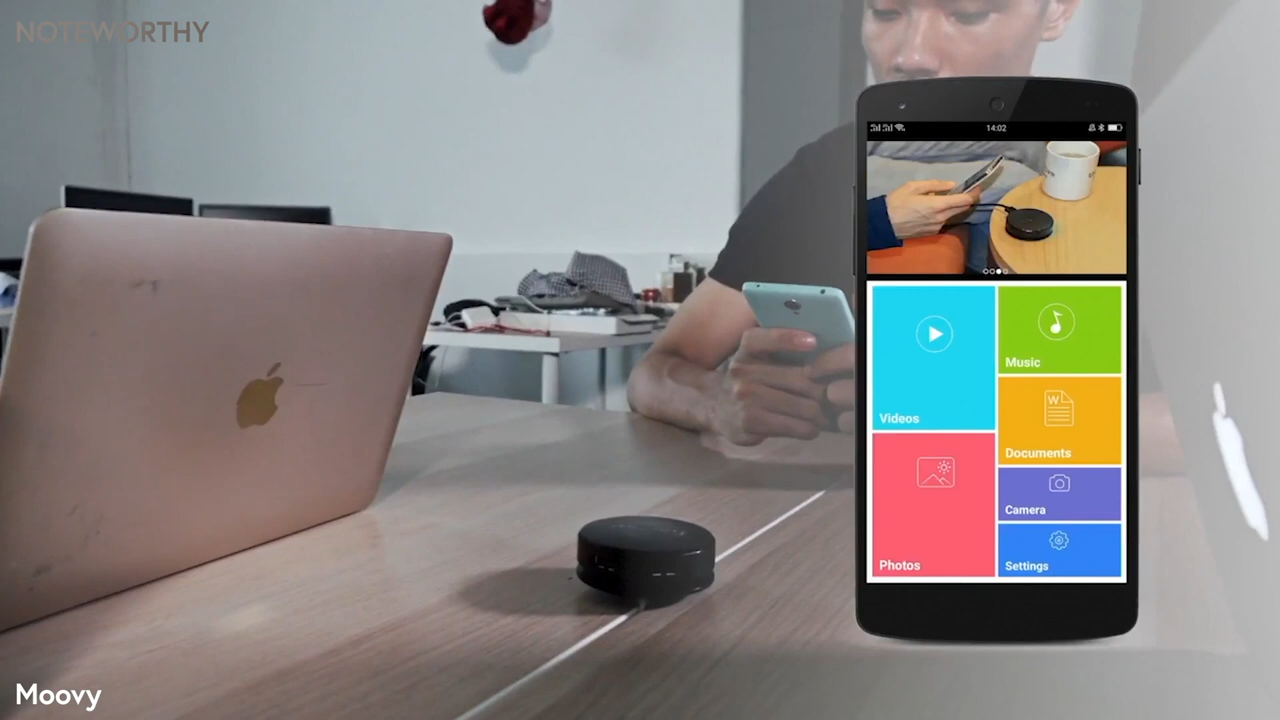 NOTEWORTHY
14:02
Videos
Music
Documents
W
Photos
Camera
Settings
Moovy